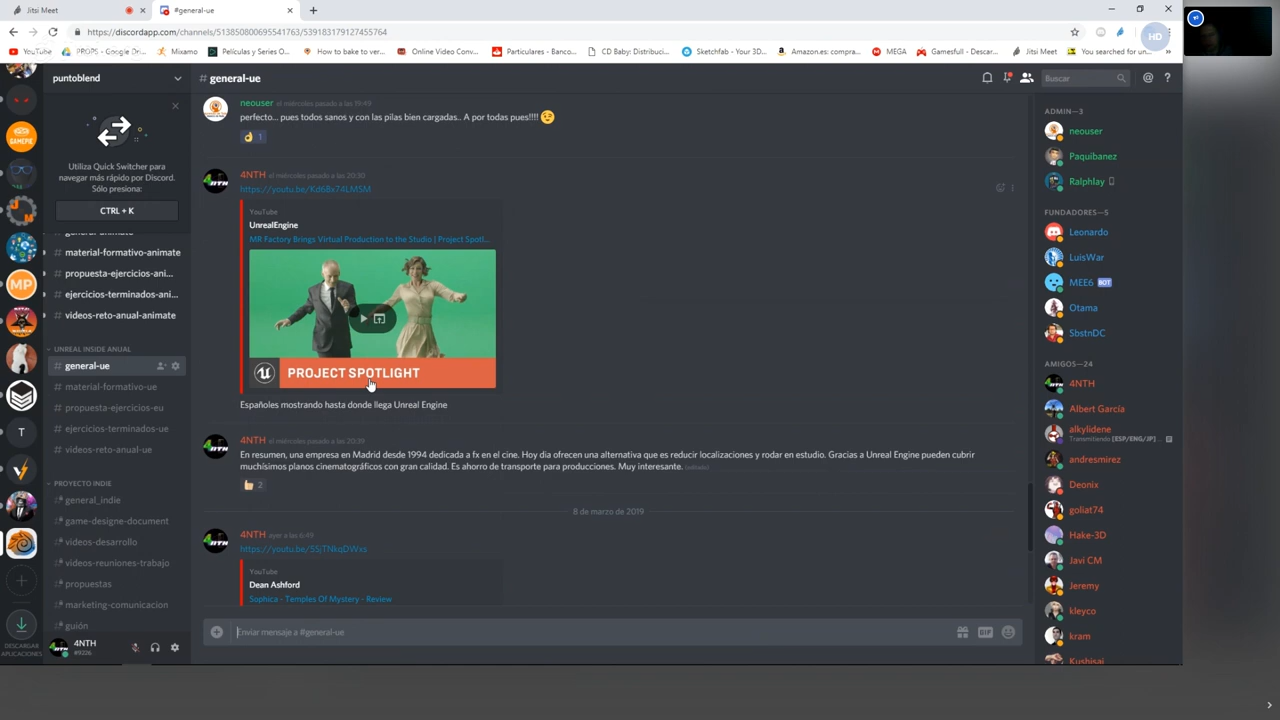 Jitsi Meet
#general-ue
https://discordapp.com/channels/513850800695541763/539183179127455764
YouTube
PROPS - Google Driv...
Mixamo
Películas y Series O...
How to bake to ver...
Online Video Conv...
Particulares - Banco...
CD Baby: Distribuci...
Sketchfab - Your 3D...
Amazon.es: compra...
MEGA
Gamesfull - Descar...
Jitsi Meet
You searched for un...
HD
puntoblend
# general-ue
Buscar
Utiliza Quick Switcher para
navegar más rápido por Discord.
Sólo presiona:
CTRL + K
# general-animate
# material-formativo-animate
# propuesta-ejercicios-ani...
# ejercicios-terminados-ani...
# videos-reto-anual-animate
UNREAL INSIDE ANUAL
# general-ue
# material-formativo-ue
# propuesta-ejercicios-eu
# ejercicios-terminados-ue
# videos-reto-anual-ue
PROYECTO INDIE
general_indie
game-designe-document
videos-desarrollo
videos-reuniones-trabajo
propuestas
marketing-comunicacion
guión
GAMEPIE
MP
T
DESCARGAR
APLICACIONES
4NTH
#9226
neouser el miércoles pasado a las 19:49
perfecto... pues todos sanos y con las pilas bien cargadas.. A por todas pues!!!!
1
4NTH el miércoles pasado a las 20:30
https://youtu.be/Kd6Bx74LMSM
YouTube
UnrealEngine
MR Factory Brings Virtual Production to the Studio | Project Spotl...
PROJECT SPOTLIGHT
Españoles mostrando hasta donde llega Unreal Engine
4NTH el miércoles pasado a las 20:39
En resumen, una empresa en Madrid desde 1994 dedicada a fx en el cine. Hoy día ofrecen una alternativa que es reducir localizaciones y rodar en estudio. Gracias a Unreal Engine pueden cubrir
muchísimos planos cinematográficos con gran calidad. Es ahorro de transporte para producciones. Muy interesante. (editado)
2
8 de marzo de 2019
4NTH ayer a las 6:49
https://youtu.be/SSjTNkqDWxs
YouTube
Dean Ashford
Sophica - Temples Of Mystery - Review
Enviar mensaje a #general-ue
GIF
ADMIN—3
neouser
Paquibanez
Ralphlay
FUNDADORES—5
Leonardo
LuisWar
MEE6 BOT
Otama
SbstnDC
AMIGOS—24
4NTH
Albert García
alkylidene
Transmitiendo [ESP/ENG/JP]...
andresmirez
Deonix
goliat74
Hake-3D
Javi CM
Jeremy
kleyco
kram
Kushisai